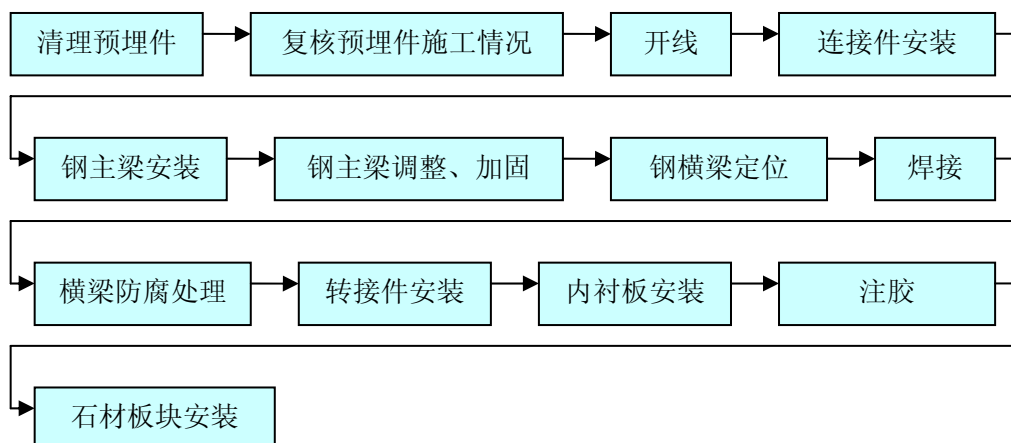 清理预埋件
复核预埋件施工情况
开线
连接件安装
钢主梁安装
钢主梁调整、加固
钢横梁定位
焊接
横梁防腐处理
转接件安装
内衬板安装
注胶
石材板块安装